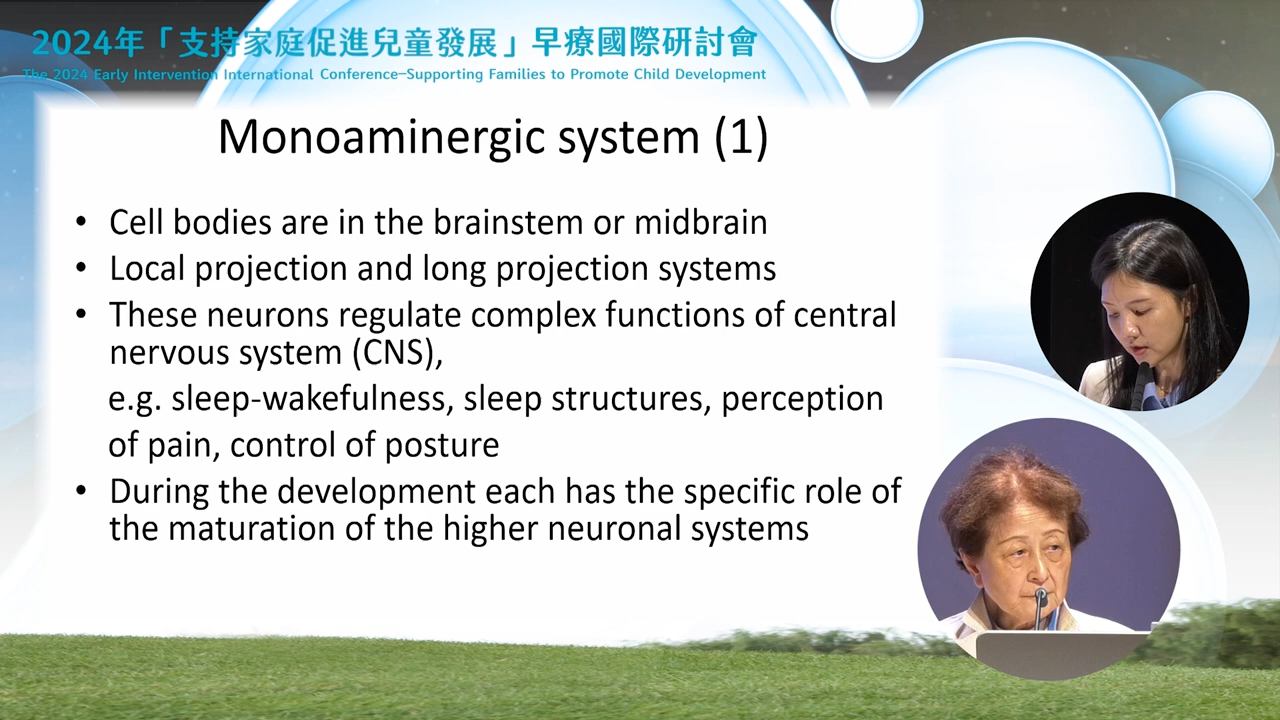 2024年「支持家庭促進兒童發展」早療國際研討會
The 2024 Early Intervention International Conference–Supporting Families to Promote Child Development
Monoaminergic system (1)
• Cell bodies are in the brainstem or midbrain
• Local projection and long projection systems
• These neurons regulate complex functions of central
nervous system (CNS),
e.g. sleep-wakefulness, sleep structures, perception
of pain, control of posture
• During the development each has the specific role of
the maturation of the higher neuronal systems